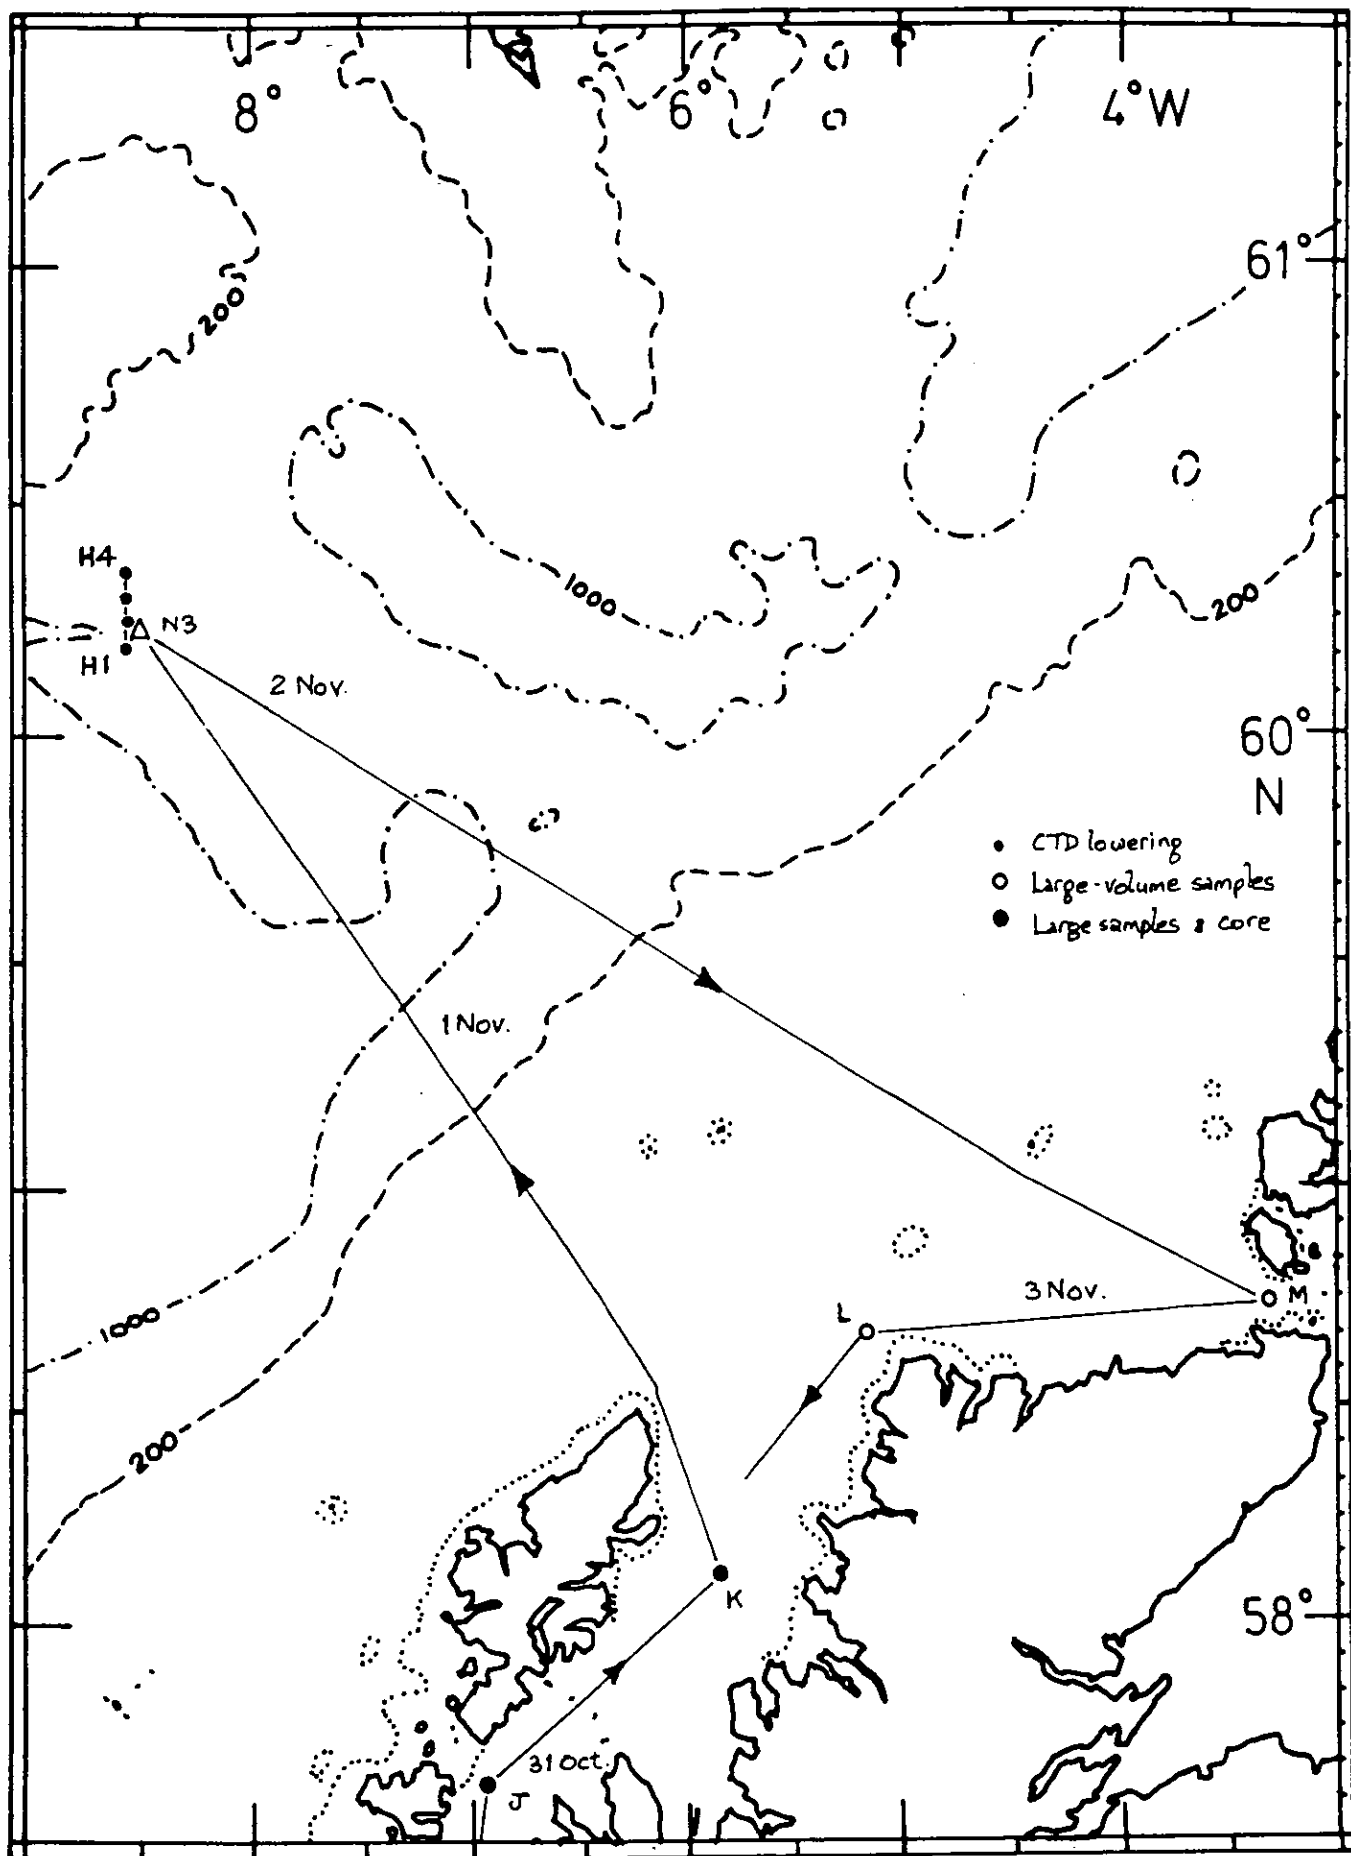 8° 6° 4°W
61°
200
H4
1000
200
N3
H1
2 Nov.
60°
N
CTD lowering
Large-volume samples
Large samples & core
1 Nov.
3 Nov.
M
L
1000
200
K
58°
31 Oct.
J